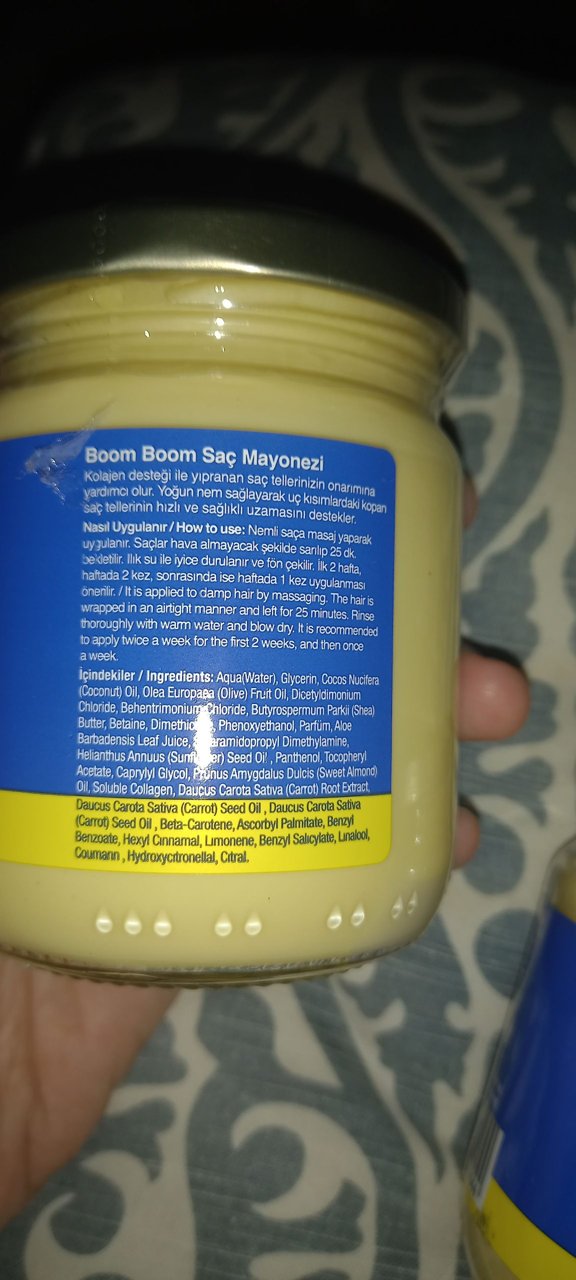 Boom Boom Saç Mayonezi
Kolajen desteği ile yıpranan saç tellerinizin onarımına
yardımcı olur. Yoğun nem sağlayarak uç kısımlardaki kopan
saç tellerinin hızlı ve sağlıklı uzamasını destekler.
Nasıl Uygulanır / How to use: Nemli saça masaj yaparak
uygulanır. Saçlar hava almayacak şekilde sarılıp 25 dk.
bekletilir. Ilık su ile iyice durulanır ve fön çekilir. İlk 2 hafta,
haftada 2 kez, sonrasında ise haftada 1 kez uygulanması
önerilir. / It is applied to damp hair by massaging. The hair is
wrapped in an airtight manner and left for 25 minutes. Rinse
thoroughly with warm water and blow dry. It is recommended
to apply twice a week for the first 2 weeks, and then once
a week.
İçindekiler / Ingredients: Aqua(Water), Glycerin, Cocos Nucifera
(Coconut) Oil, Olea Europaea (Olive) Fruit Oil, Dicetyldimonium
Chloride, Behentrimonium Chloride, Butyrospermum Parkii (Shea)
Butter, Betaine, Phenoxyethanol, Parfüm, Aloe
Barbadensis Leaf Juice, Dimethylamine,
Helianthus Annuus (Sunflower) Seed Oil, Panthenol, Tocopheryl
Acetate, Caprylyl Glycol, Prunus Amygdalus Dulcis (Sweet Almond)
Oil, Soluble Collagen, Daucus Carota Sativa (Carrot) Root Extract,
Daucus Carota Sativa (Carrot) Seed Oil , Daucus Carota Sativa
(Carrot) Seed Oil , Beta-Carotene, Ascorbyl Palmitate, Benzyl
Benzoate, Hexyl Cınnamal, Lımonene, Benzyl Salıcylate, Lınalool,
Coumarın , Hydroxycıtronellal, Cıtral.